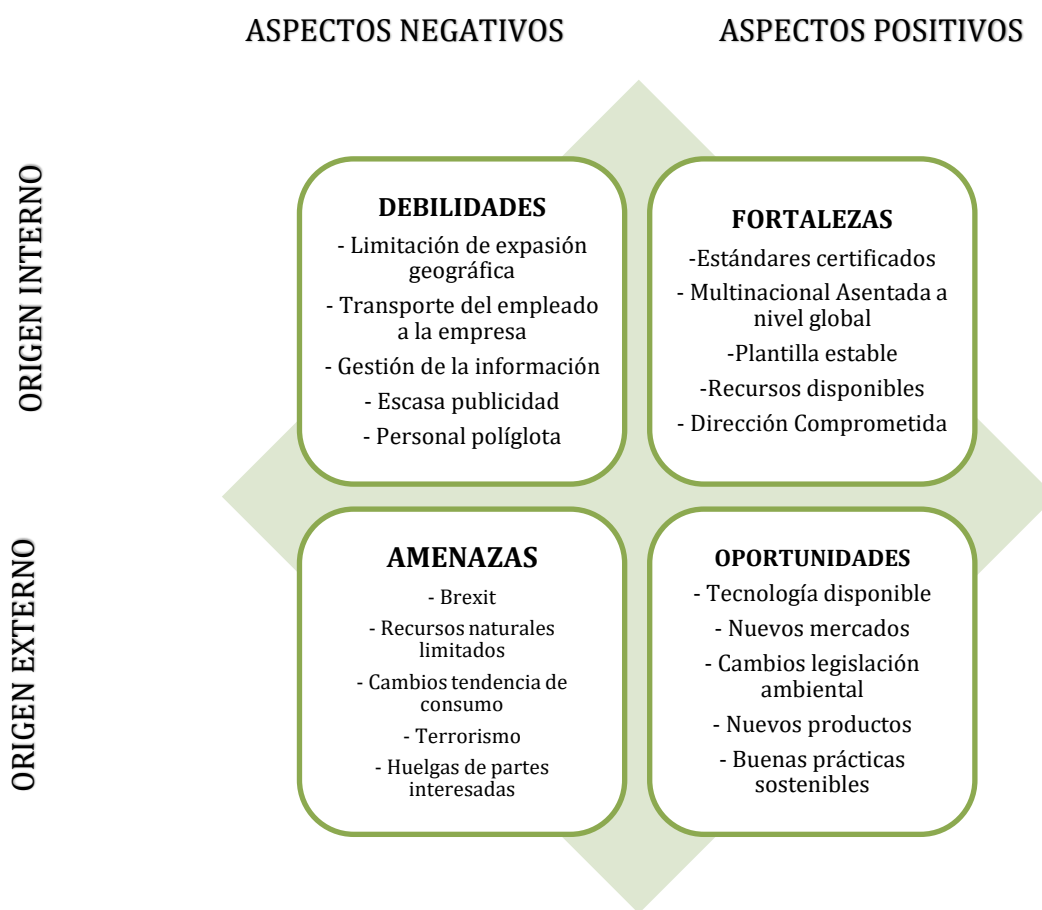 ASPECTOS NEGATIVOS
ASPECTOS POSITIVOS
ORIGEN INTERNO
DEBILIDADES
- Limitación de expasión
geográfica
- Transporte del empleado
a la empresa
- Gestión de la información
- Escasa publicidad
- Personal políglota
FORTALEZAS
-Estándares certificados
- Multinacional Asentada a
nivel global
-Plantilla estable
-Recursos disponibles
- Dirección Comprometida
ORIGEN EXTERNO
AMENAZAS
- Brexit
- Recursos naturales
limitados
- Cambios tendencia de
consumo
- Terrorismo
- Huelgas de partes
interesadas
OPORTUNIDADES
- Tecnología disponible
- Nuevos mercados
- Cambios legislación
ambiental
- Nuevos productos
- Buenas prácticas
sostenibles